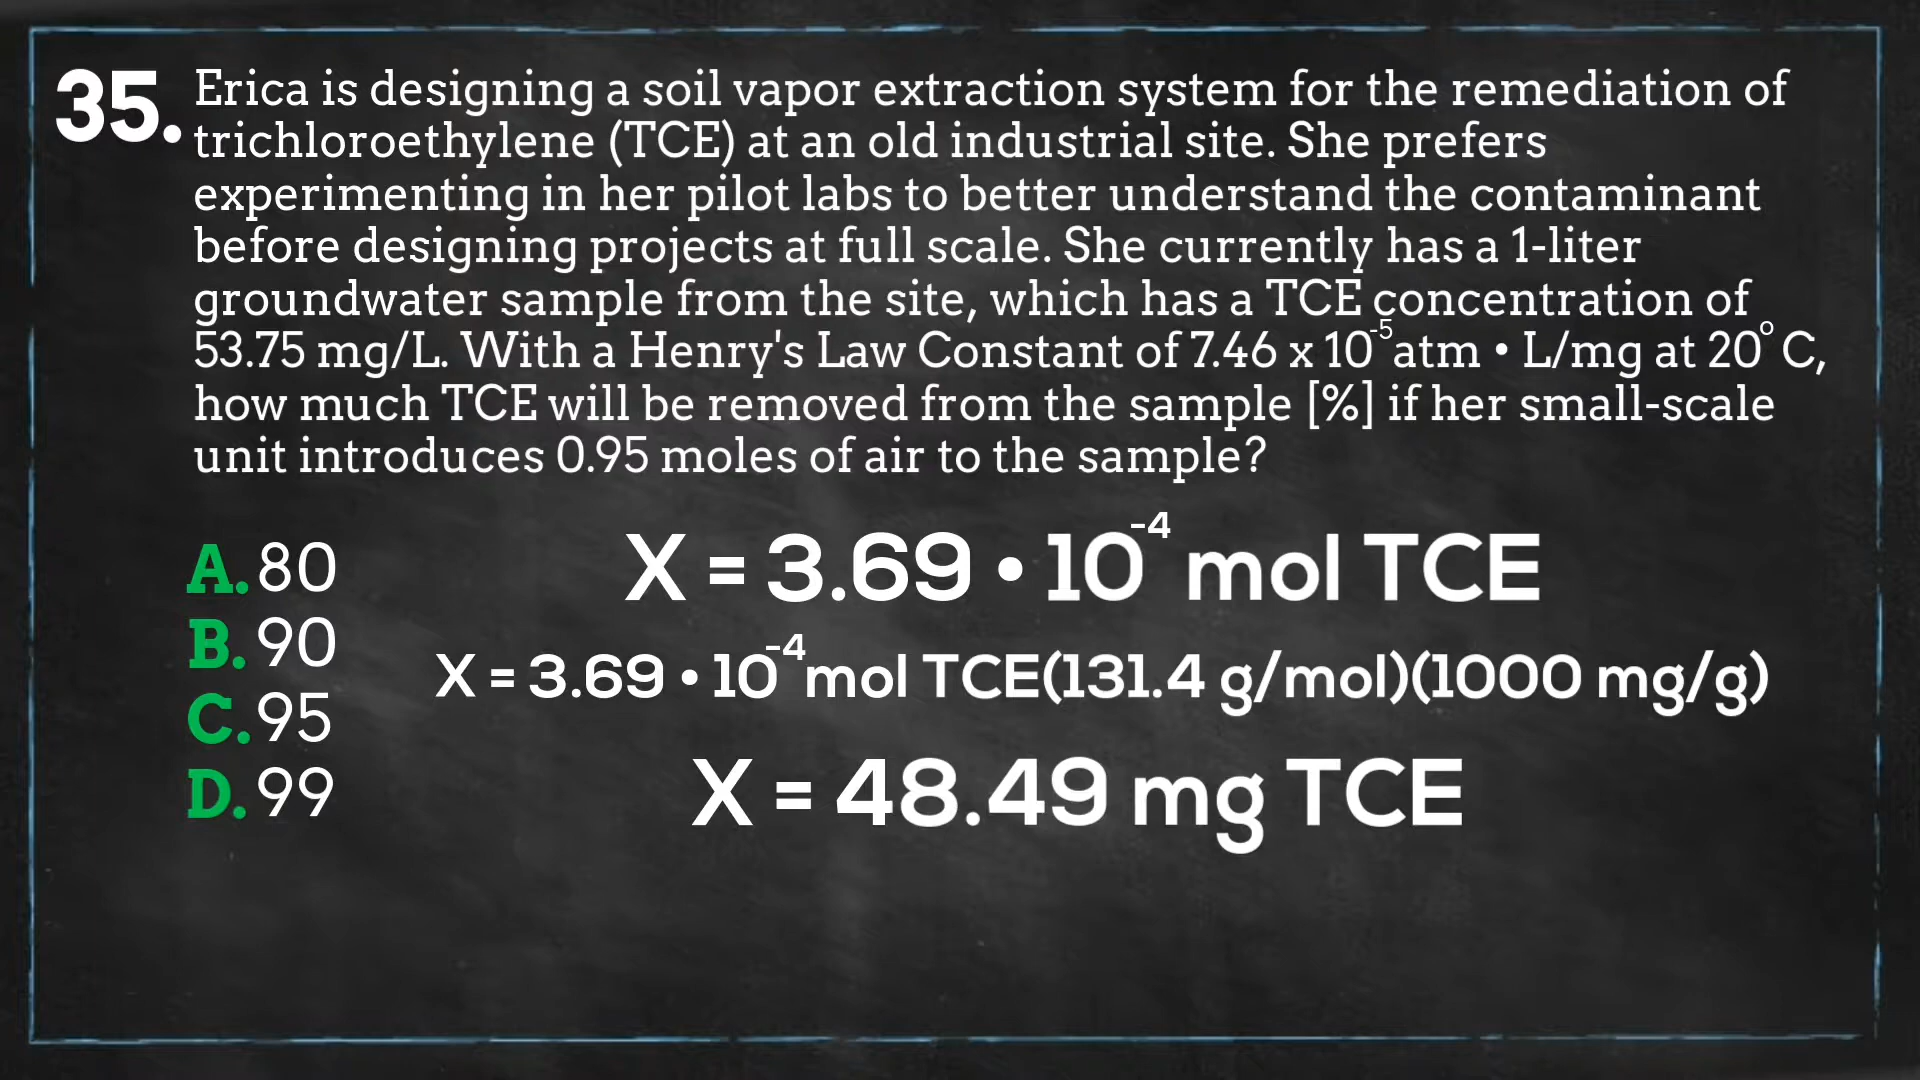 35. Erica is designing a soil vapor extraction system for the remediation of
trichloroethylene (TCE) at an old industrial site. She prefers
experimenting in her pilot labs to better understand the contaminant
before designing projects at full scale. She currently has a 1-liter
groundwater sample from the site, which has a TCE concentration of
53.75 mg/L. With a Henry's Law Constant of 7.46 x 10⁻⁵ atm • L/mg at 20° C,
how much TCE will be removed from the sample [%] if her small-scale
unit introduces 0.95 moles of air to the sample?
A. 80
B. 90
C. 95
D. 99
X = 3.69 • 10⁻⁴ mol TCE
X = 3.69 • 10⁻⁴ mol TCE(131.4 g/mol)(1000 mg/g)
X = 48.49 mg TCE